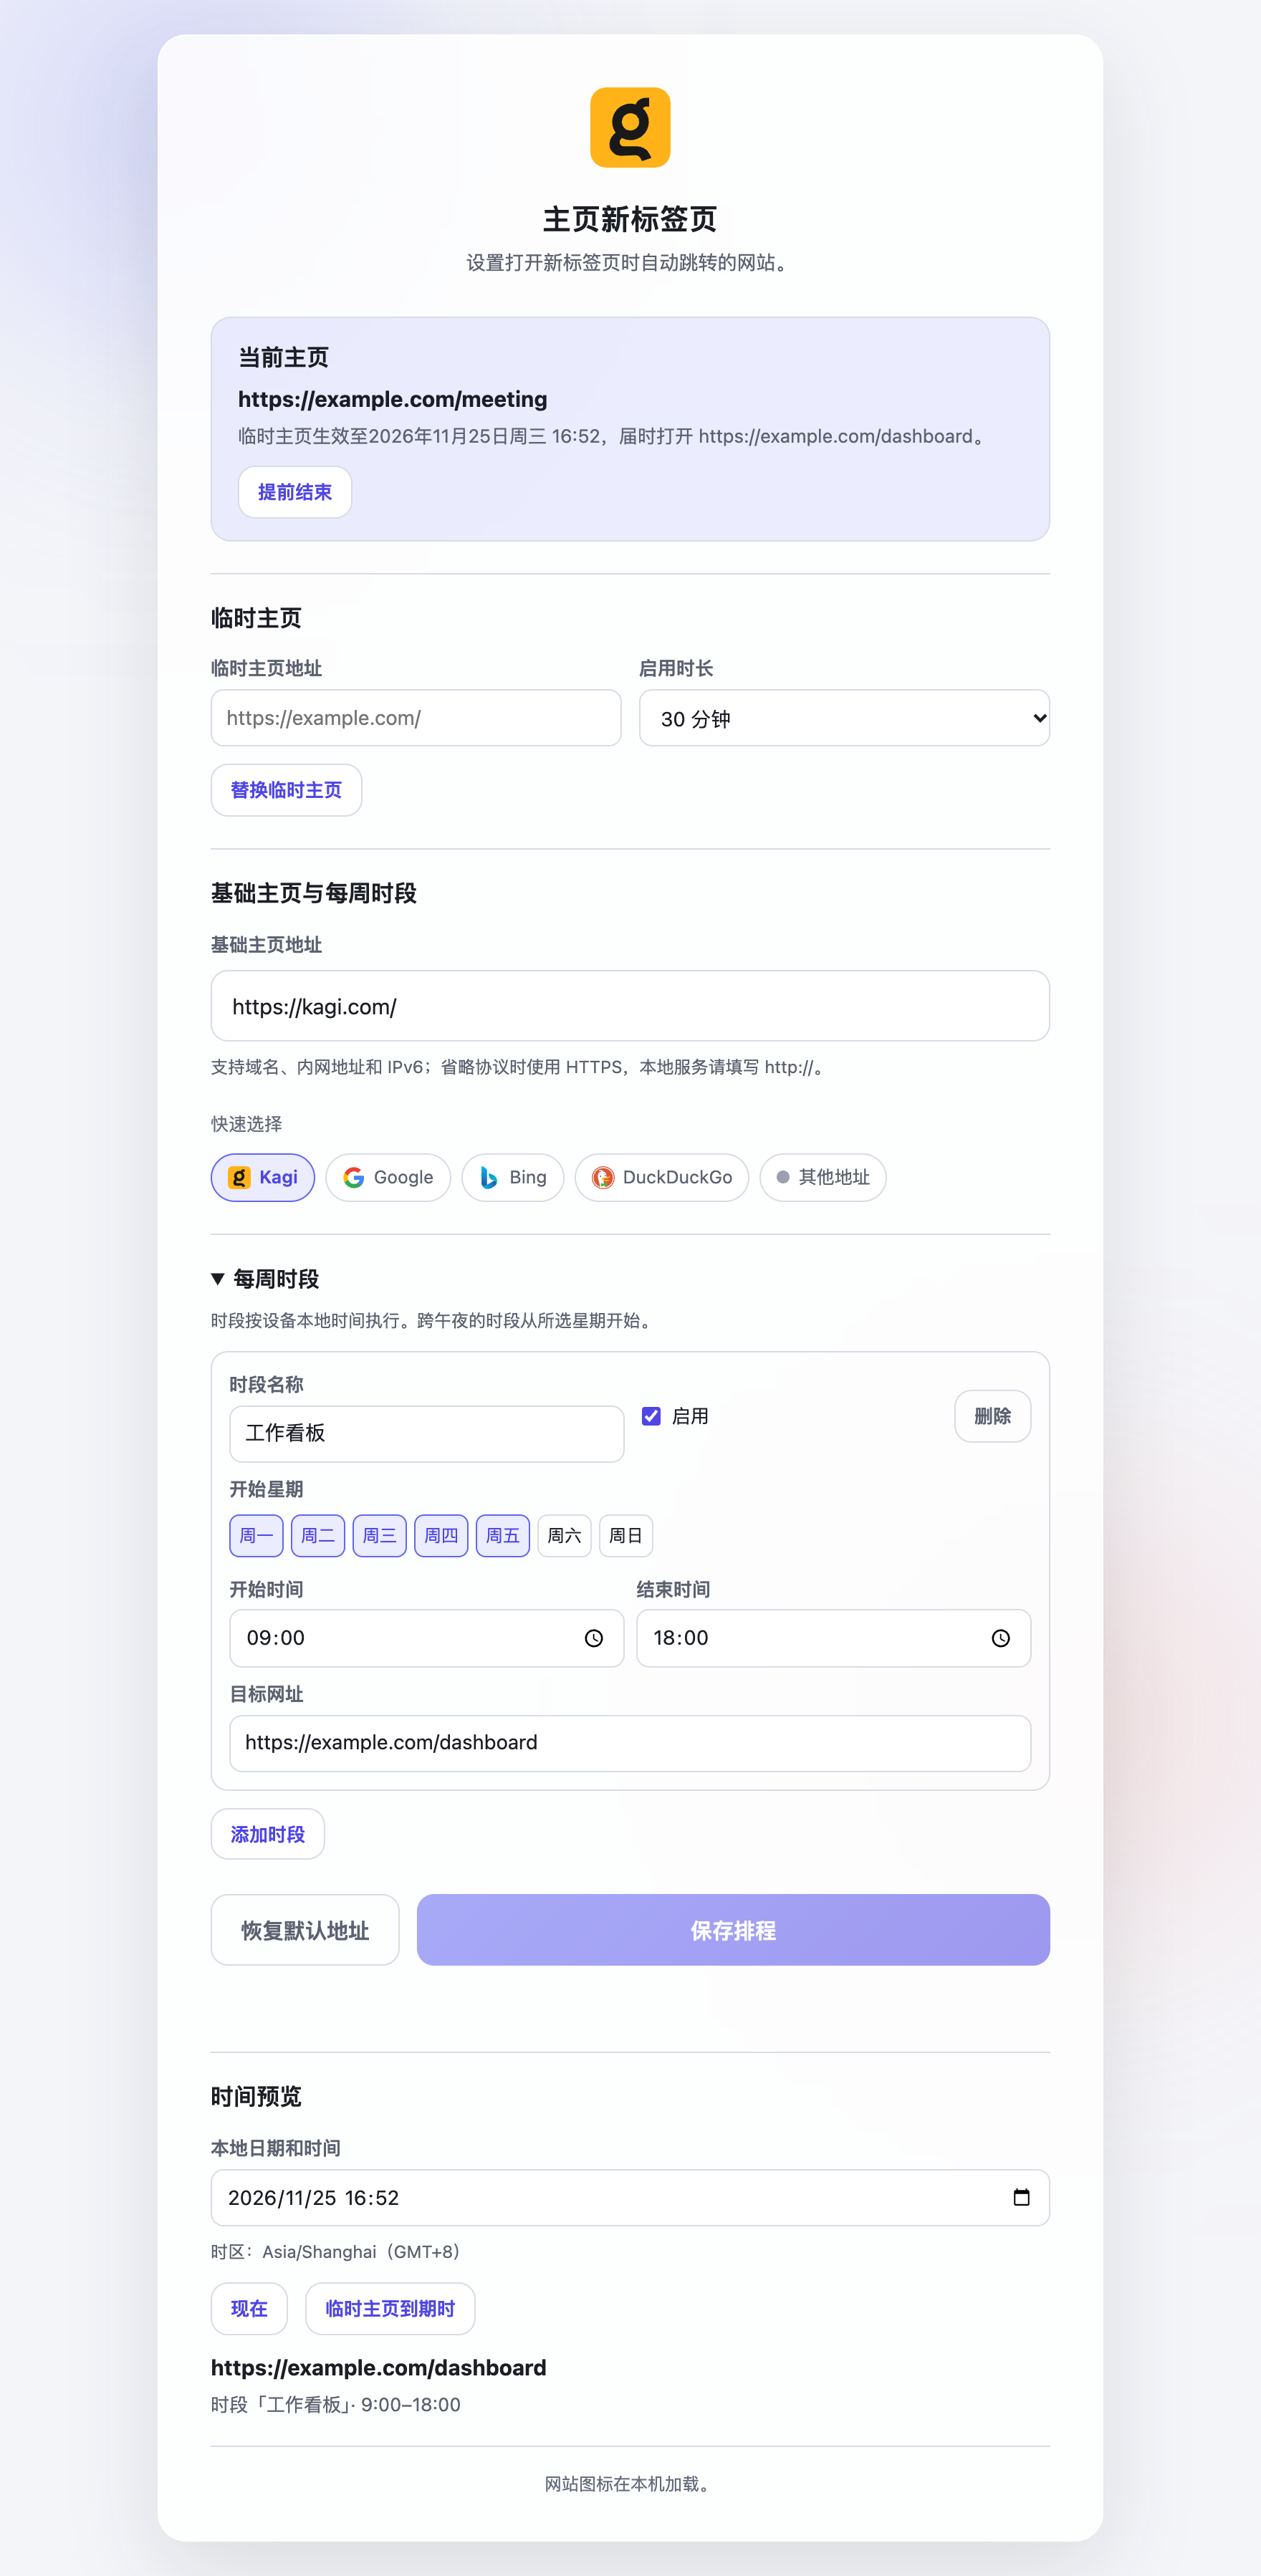 g
主页新标签页
设置打开新标签页时自动跳转的网站。
当前主页
https://example.com/meeting
临时主页生效至2026年11月25日周三 16:52，届时打开 https://example.com/dashboard。
提前结束
临时主页
临时主页地址
启用时长
https://example.com/
30 分钟
替换临时主页
基础主页与每周时段
基础主页地址
https://kagi.com/
支持域名、内网地址和 IPv6；省略协议时使用 HTTPS，本地服务请填写 http://。
快速选择
g Kagi Google Bing DuckDuckGo 其他地址
每周时段
时段按设备本地时间执行。跨午夜的时段从所选星期开始。
时段名称
工作看板
启用
删除
开始星期
周一 周二 周三 周四 周五 周六 周日
开始时间
结束时间
09:00
18:00
目标网址
https://example.com/dashboard
添加时段
恢复默认地址
保存排程
时间预览
本地日期和时间
2026/11/25 16:52
时区：Asia/Shanghai（GMT+8）
现在
临时主页到期时
https://example.com/dashboard
时段「工作看板」· 9:00–18:00
网站图标在本机加载。